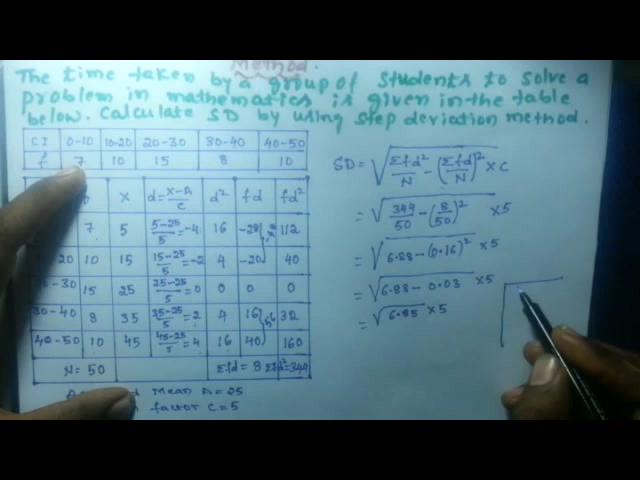 Method.
The time taken by a group of students to solve a
problem in mathematics is given in the table
below. Calculate SD by using step deviation method.
CI 0-10 10-20 20-30 30-40 40-50
f 7 10 15 8 10
x d=x-A/C d² fd fd²
7 5 5-25/5=-4 16 -28 112
20 10 15 15-25/5=-2 4 -20 40
-30 15 25 25-25/5=0 0 0 0
30-40 8 35 35-25/5=2 4 16 32
40-50 10 45 45-25/5=4 16 40 160
N=50 Σfd=8 Σfd²=344
Mean A=25
factor C=5
SD=√Σfd²/N-(Σfd/N)² ×C
=√344/50-(8/50)² ×5
=√6.88-(0.16)² ×5
=√6.88-0.03 ×5
=√6.85 ×5